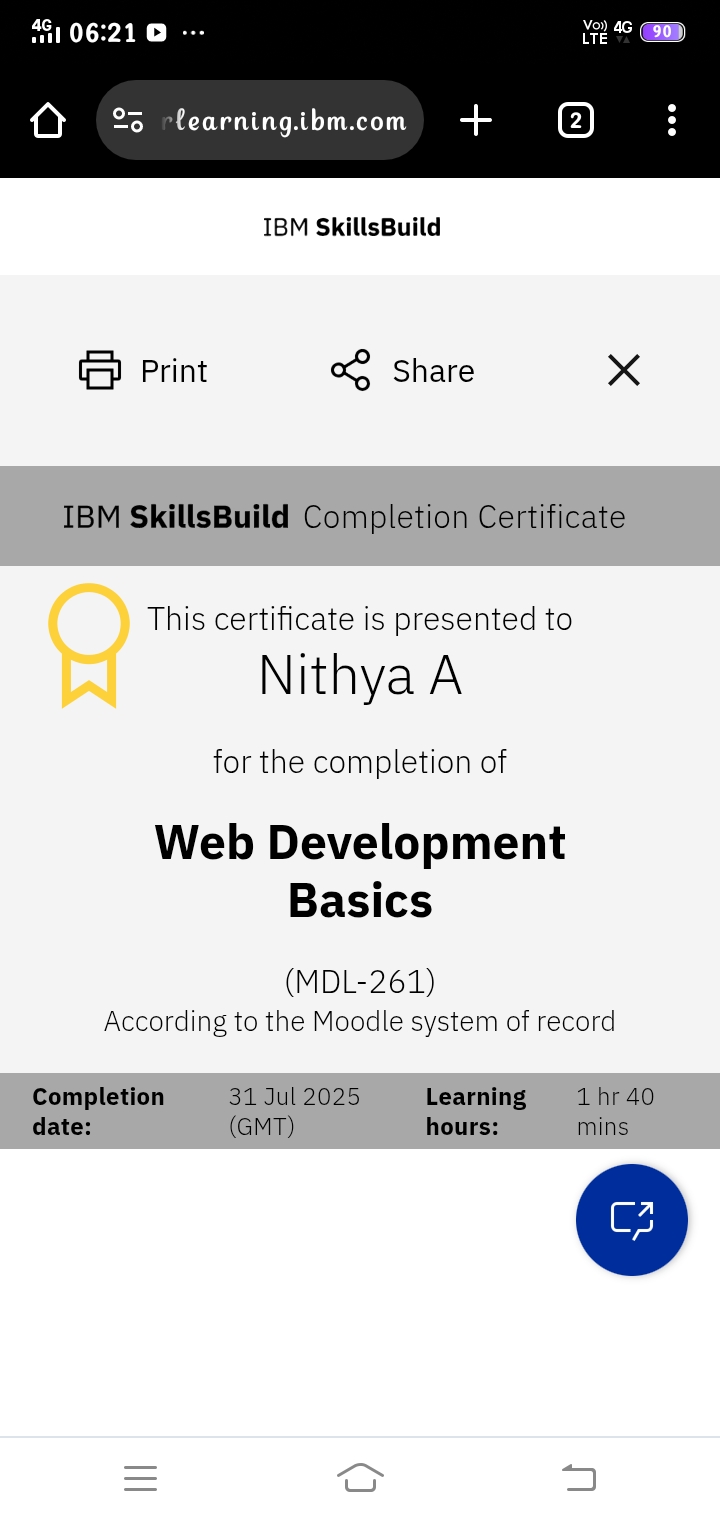 4G 06:21
Vo)) LTE 4G 90
rlearning.ibm.com
2
IBM SkillsBuild
Print Share
IBM SkillsBuild Completion Certificate
This certificate is presented to
Nithya A
for the completion of
Web Development
Basics
(MDL-261)
According to the Moodle system of record
Completion date: 31 Jul 2025 (GMT) Learning hours: 1 hr 40 mins